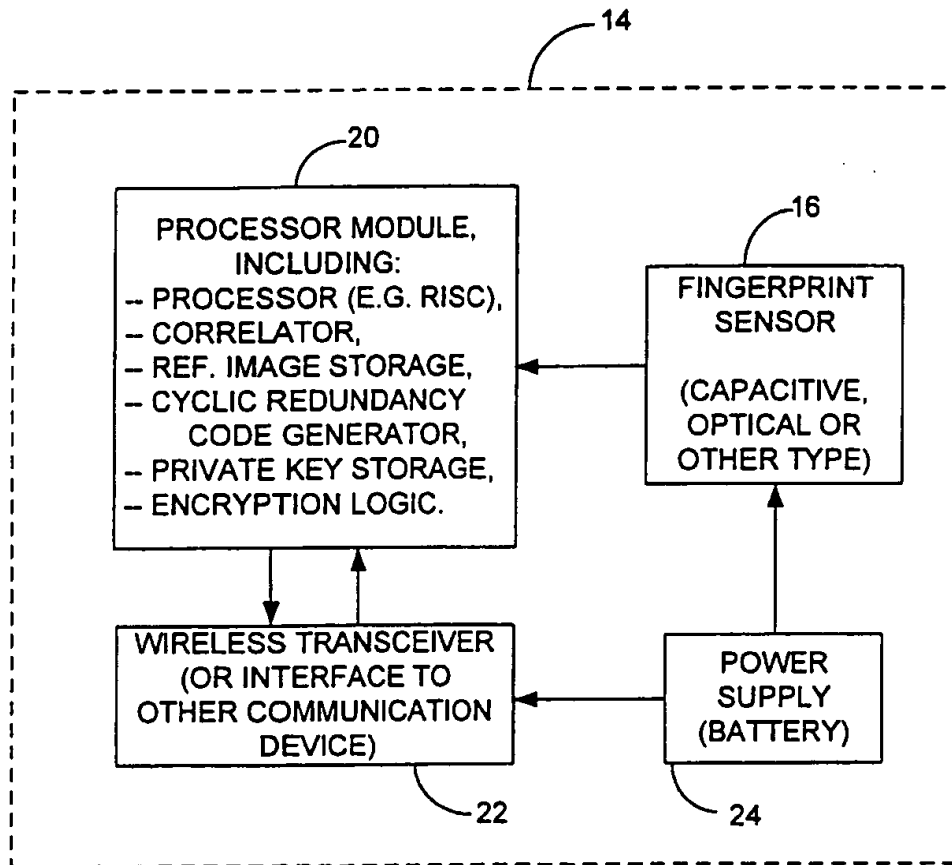 14
20
PROCESSOR MODULE,
INCLUDING:
-- PROCESSOR (E.G. RISC),
-- CORRELATOR,
-- REF. IMAGE STORAGE,
-- CYCLIC REDUNDANCY
CODE GENERATOR,
-- PRIVATE KEY STORAGE,
-- ENCRYPTION LOGIC.
16
FINGERPRINT
SENSOR
(CAPACITIVE,
OPTICAL OR
OTHER TYPE)
WIRELESS TRANSCEIVER
(OR INTERFACE TO
OTHER COMMUNICATION
DEVICE)
22
POWER
SUPPLY
(BATTERY)
24